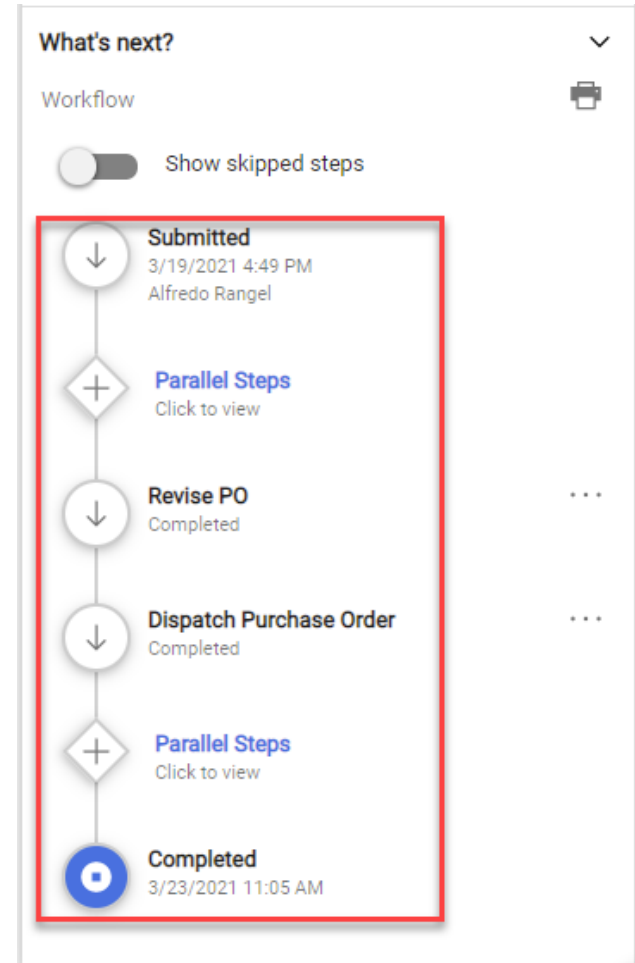 What's next?
Workflow
Show skipped steps
Submitted
3/19/2021 4:49 PM
Alfredo Rangel
Parallel Steps
Click to view
Revise PO
...
Completed
Dispatch Purchase Order
...
Completed
Parallel Steps
Click to view
Completed
3/23/2021 11:05 AM